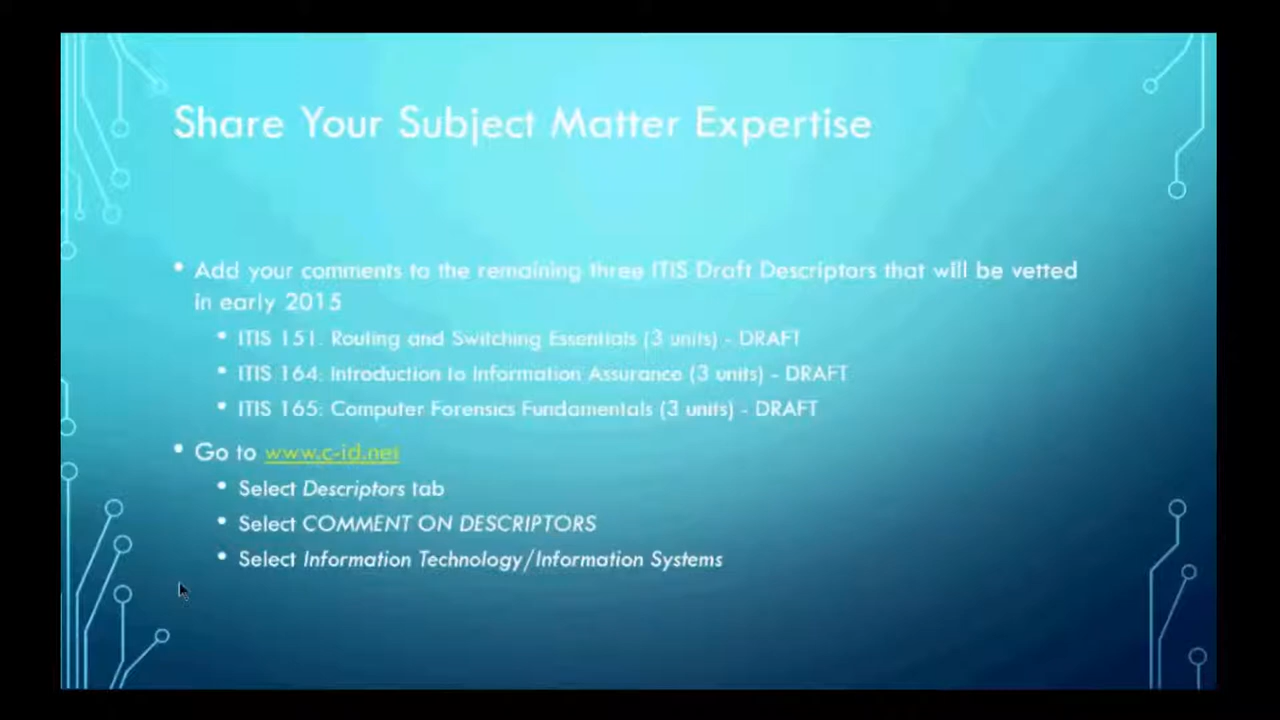 Share Your Subject Matter Expertise
• Add your comments to the remaining three ITIS Draft Descriptors that will be vetted
in early 2015
• ITIS 151: Routing and Switching Essentials (3 units) - DRAFT
• ITIS 164: Introduction to Information Assurance (3 units) - DRAFT
• ITIS 165: Computer Forensics Fundamentals (3 units) - DRAFT
• Go to www.c-id.net
• Select Descriptors tab
• Select COMMENT ON DESCRIPTORS
• Select Information Technology/Information Systems